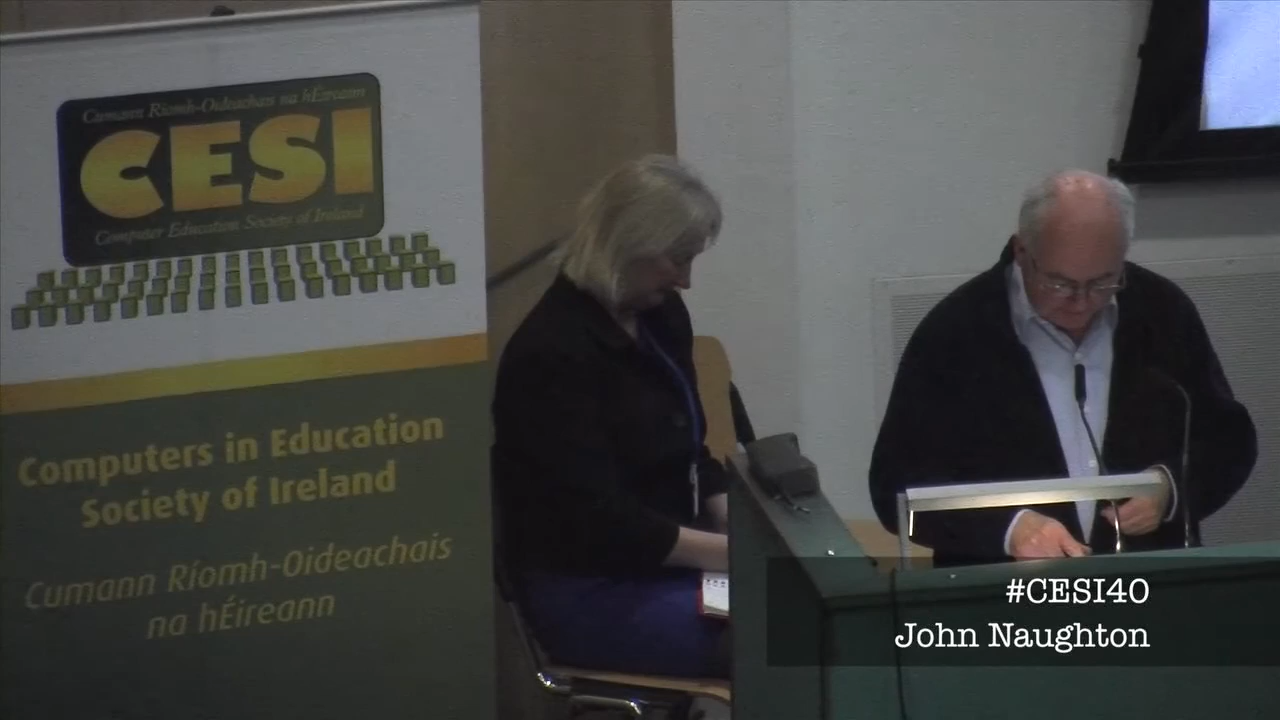 Cumann Ríomh-Oideachais na hÉireann
CESI
Computer Education Society of Ireland
Computers in Education
Society of Ireland
Cumann Ríomh-Oideachais
na hÉireann
#CESI40
John Naughton